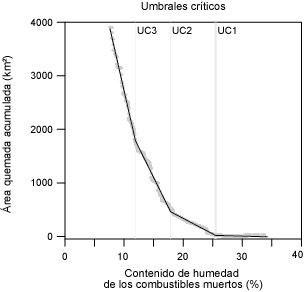 Umbrales críticos
UC3 UC2 UC1
Área quemada acumulada (km²)
4000
3000
2000
1000
0
0 10 20 30 40
Contenido de humedad
de los combustibles muertos (%)